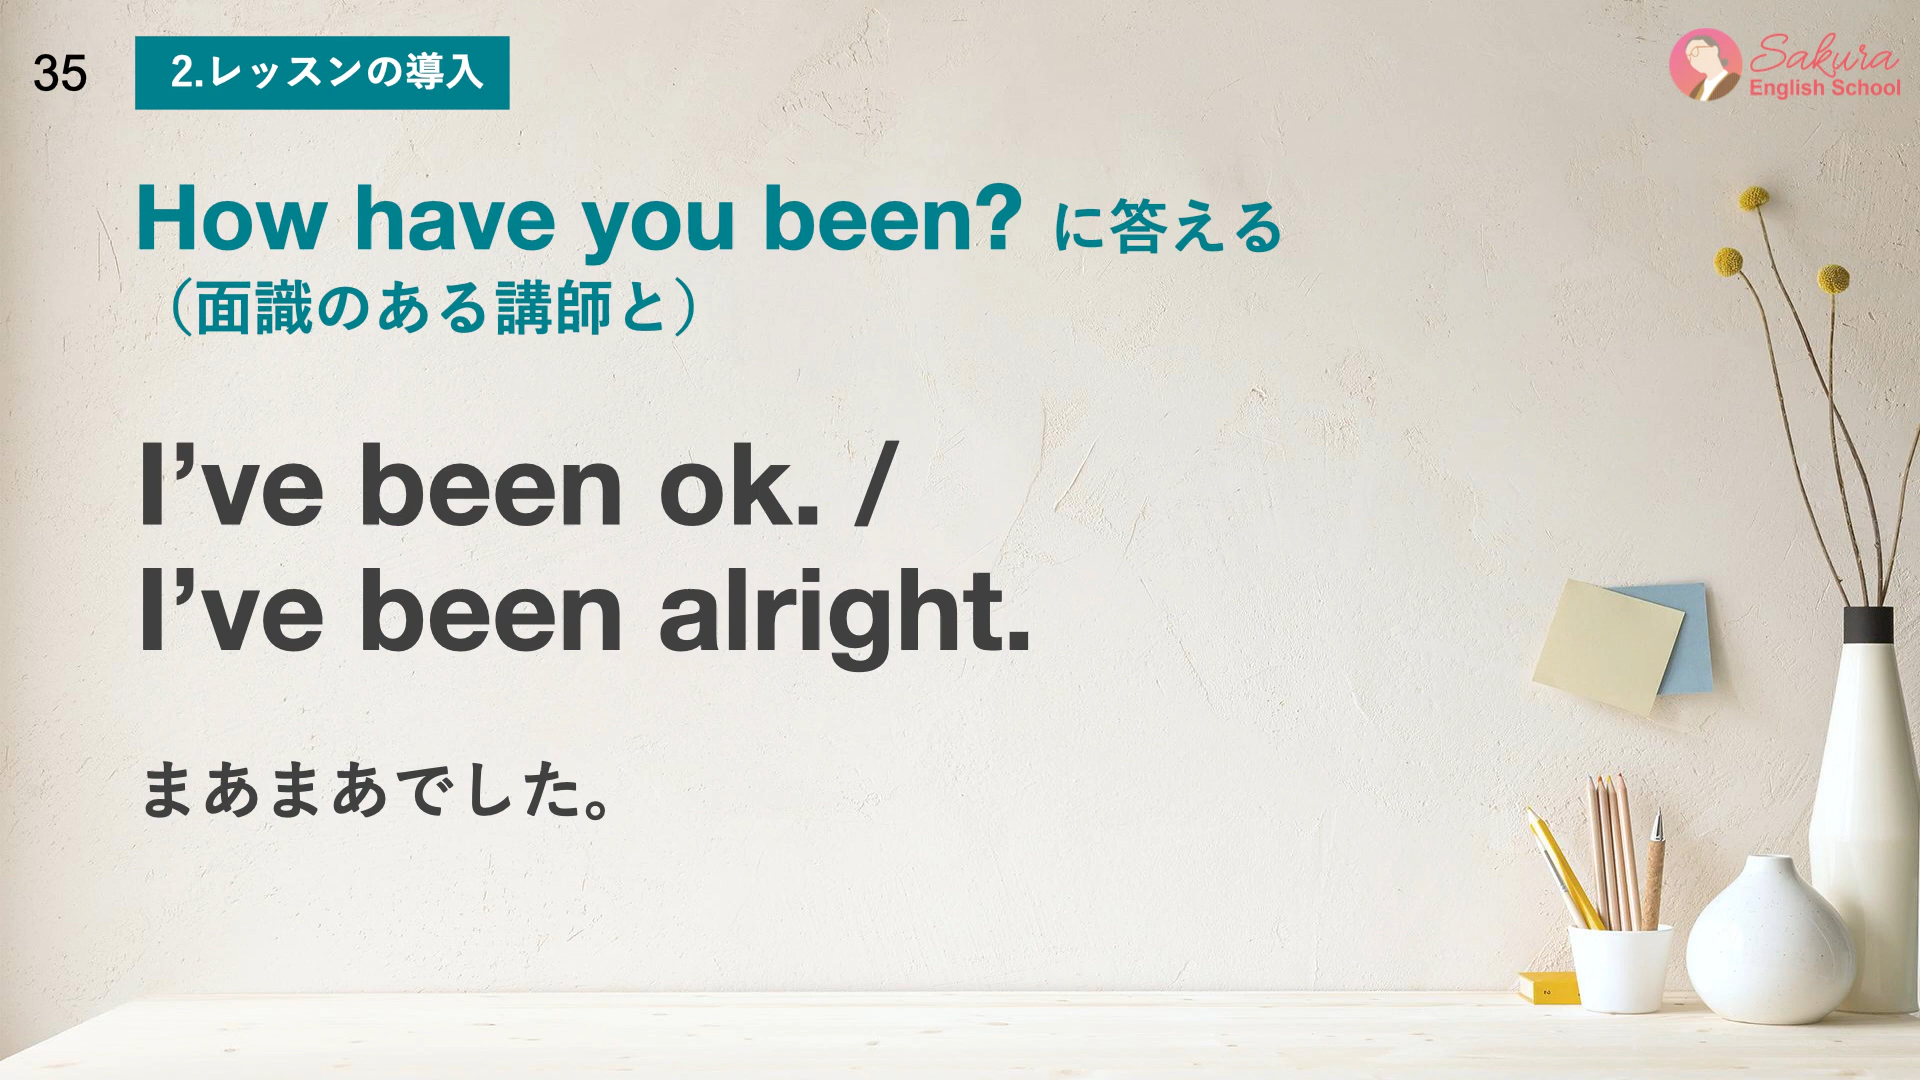 35
2.レッスンの導入
Sakura
English School
How have you been? に答える
（面識のある講師と）
I’ve been ok. /
I’ve been alright.
まあまあでした。